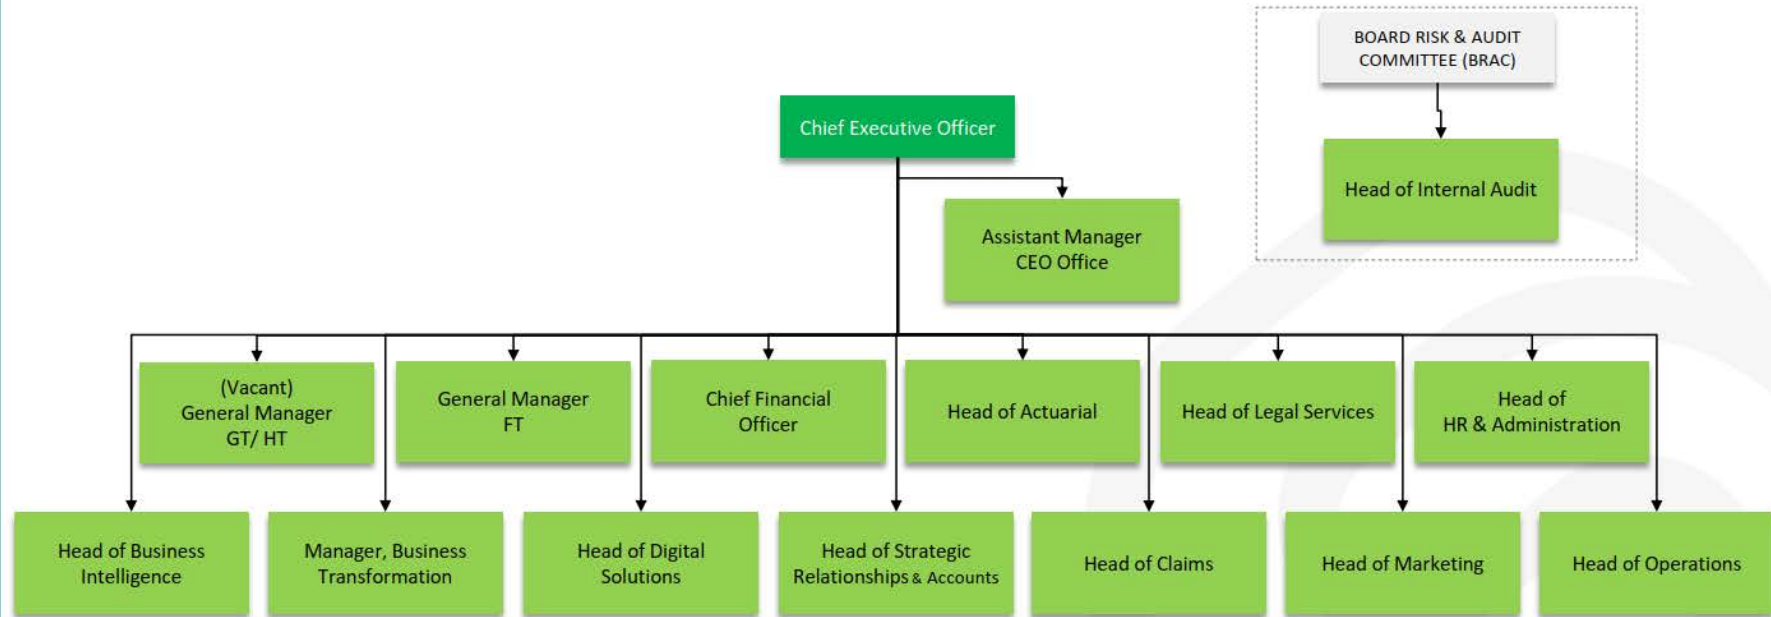 BOARD RISK & AUDIT
COMMITTEE (BRAC)
Chief Executive Officer
Head of Internal Audit
Assistant Manager
CEO Office
(Vacant)
General Manager
GT/ HT
General Manager
FT
Chief Financial
Officer
Head of Actuarial
Head of Legal Services
Head of
HR & Administration
Head of Business
Intelligence
Manager, Business
Transformation
Head of Digital
Solutions
Head of Strategic
Relationships & Accounts
Head of Claims
Head of Marketing
Head of Operations